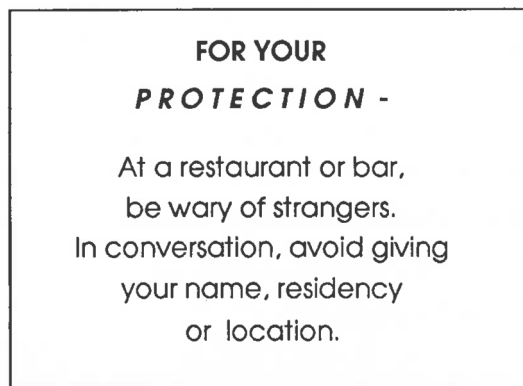 FOR YOUR
PROTECTION -
At a restaurant or bar,
be wary of strangers.
In conversation, avoid giving
your name, residency
or location.